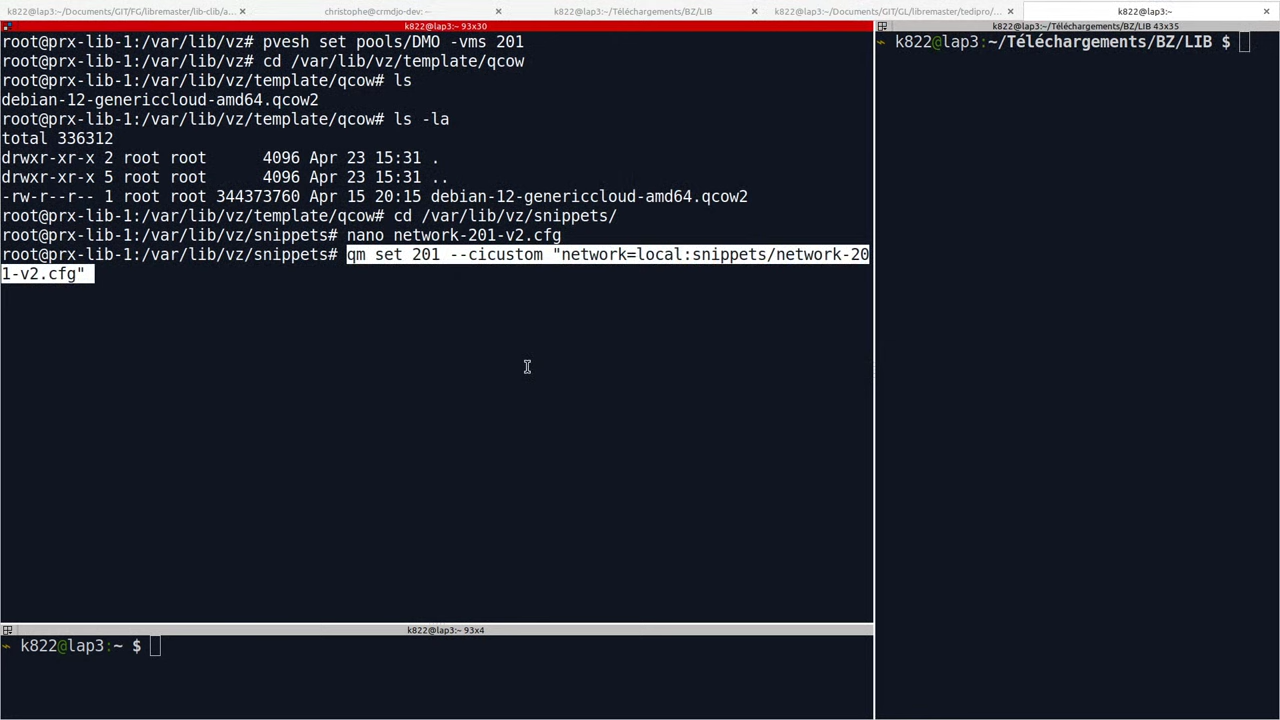 k822@lap3:~/Documents/GIT/FG/libremaster/lib-clib/a...
christophe@crmdjo-dev: ~
k822@lap3:~/Téléchargements/BZ/LIB
k822@lap3:~/Documents/GIT/GL/libremaster/tedipro/...
k822@lap3:~
k822@lap3:~ 93x30
root@prx-lib-1:/var/lib/vz# pvesh set pools/DMO -vms 201
root@prx-lib-1:/var/lib/vz# cd /var/lib/vz/template/qcow
root@prx-lib-1:/var/lib/vz/template/qcow# ls
debian-12-genericcloud-amd64.qcow2
root@prx-lib-1:/var/lib/vz/template/qcow# ls -la
total 336312
drwxr-xr-x 2 root root      4096 Apr 23 15:31 .
drwxr-xr-x 5 root root      4096 Apr 23 15:31 ..
-rw-r--r-- 1 root root 344373760 Apr 15 20:15 debian-12-genericcloud-amd64.qcow2
root@prx-lib-1:/var/lib/vz/template/qcow# cd /var/lib/vz/snippets/
root@prx-lib-1:/var/lib/vz/snippets# nano network-201-v2.cfg
root@prx-lib-1:/var/lib/vz/snippets# qm set 201 --cicustom "network=local:snippets/network-20
1-v2.cfg"
k822@lap3:~/Téléchargements/BZ/LIB 43x35
~ k822@lap3:~/Téléchargements/BZ/LIB $
k822@lap3:~ 93x4
~ k822@lap3:~ $